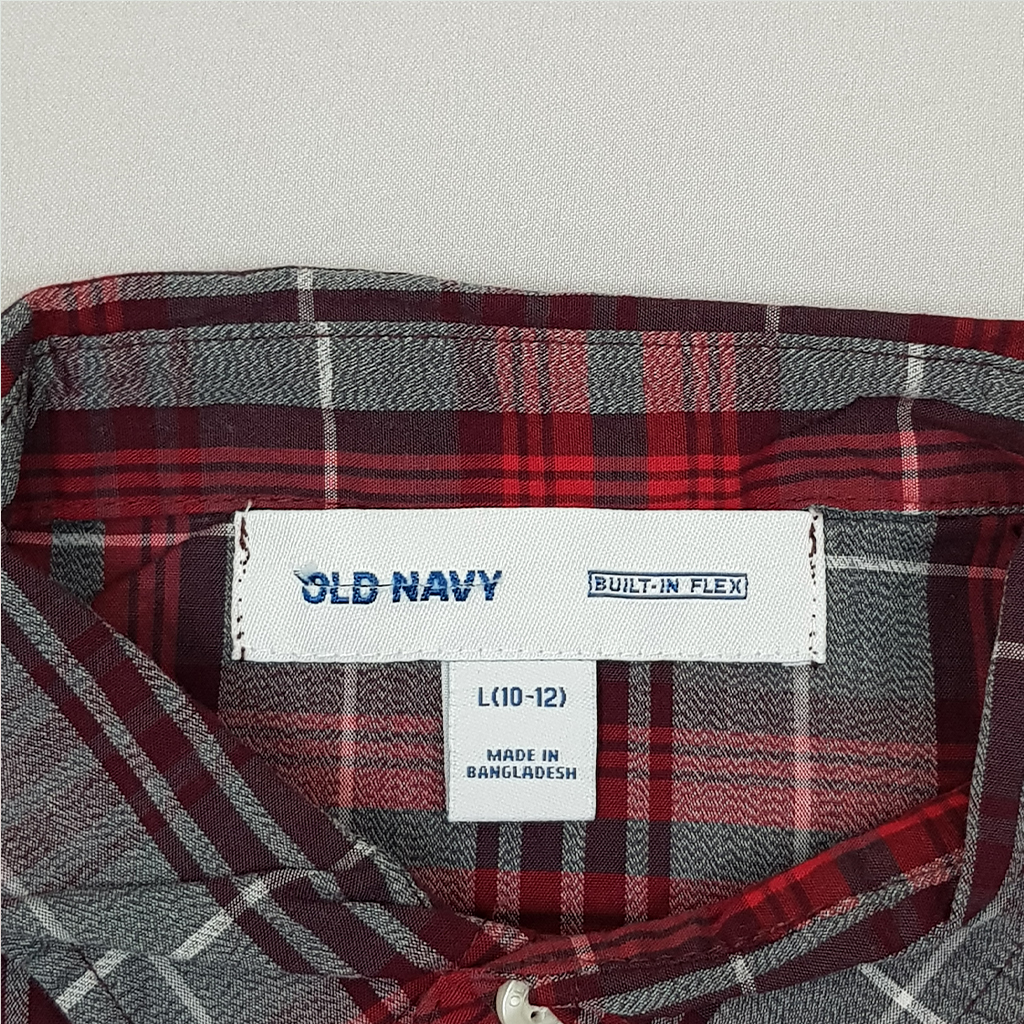 OLD NAVY
BUILT-IN FLEX
L(10-12)
MADE IN
BANGLADESH